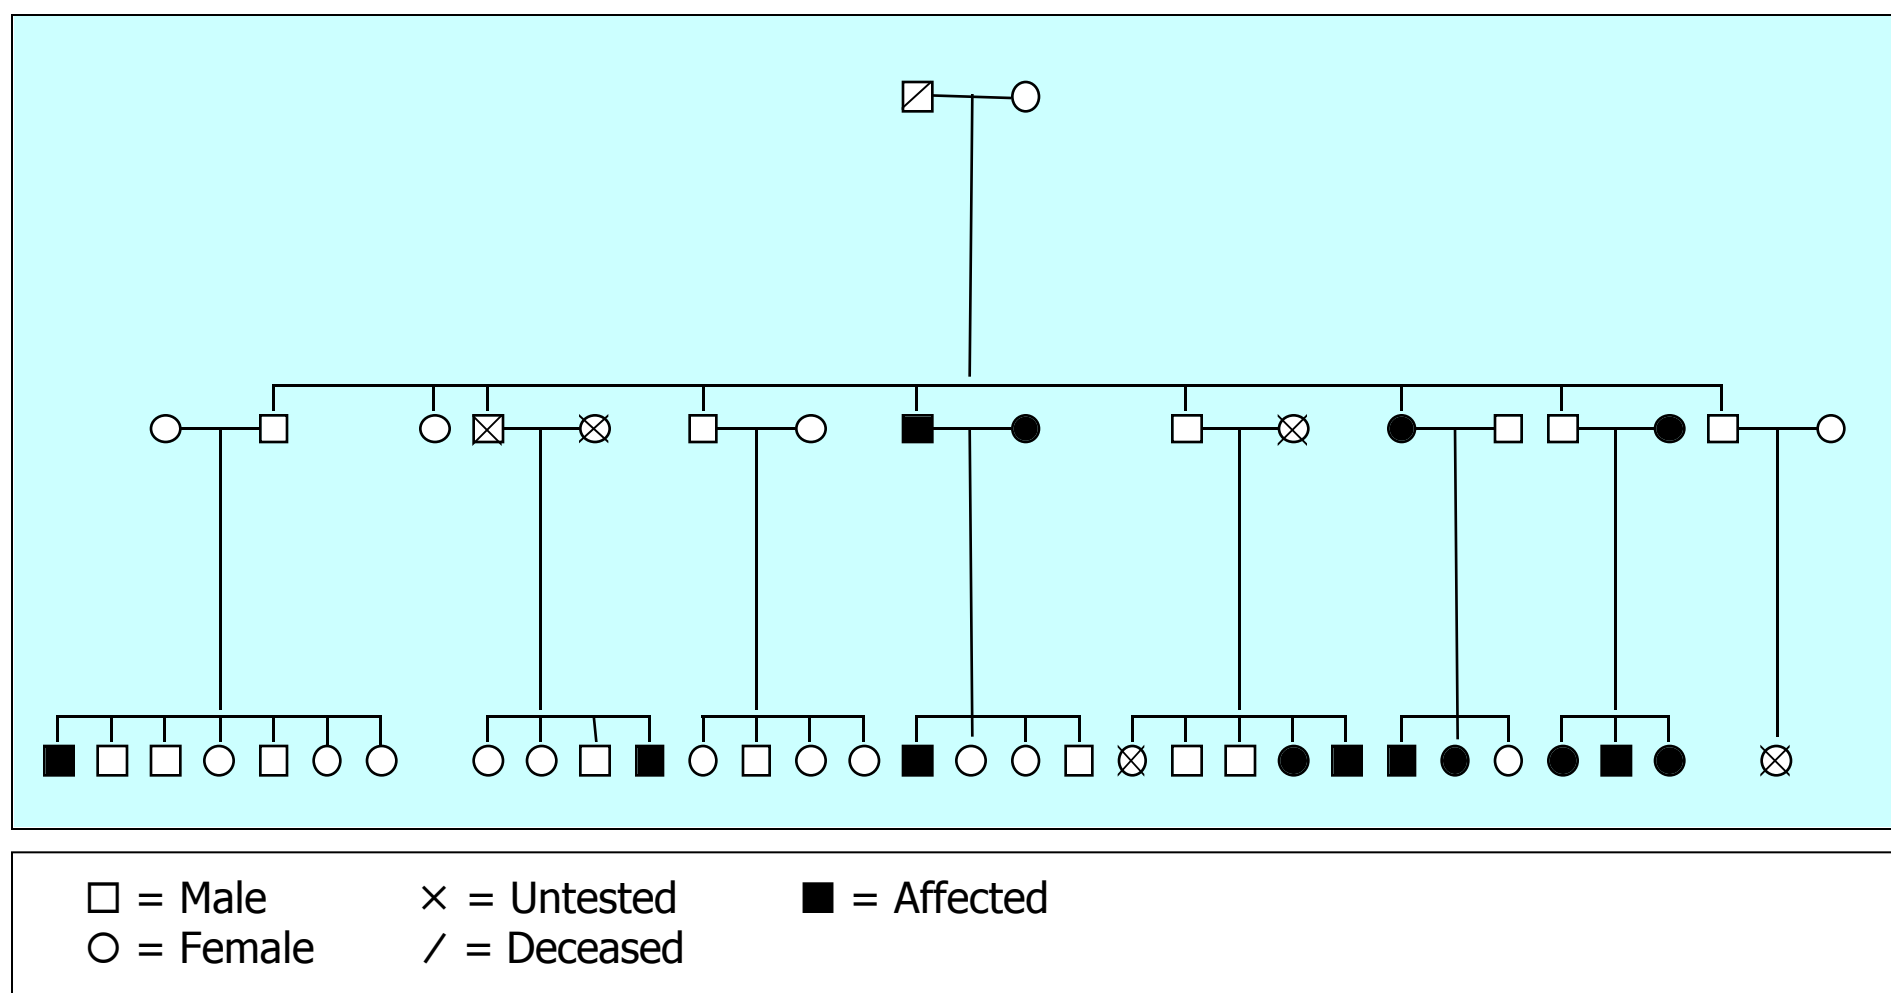 = Male = Untested = Affected
= Female = Deceased